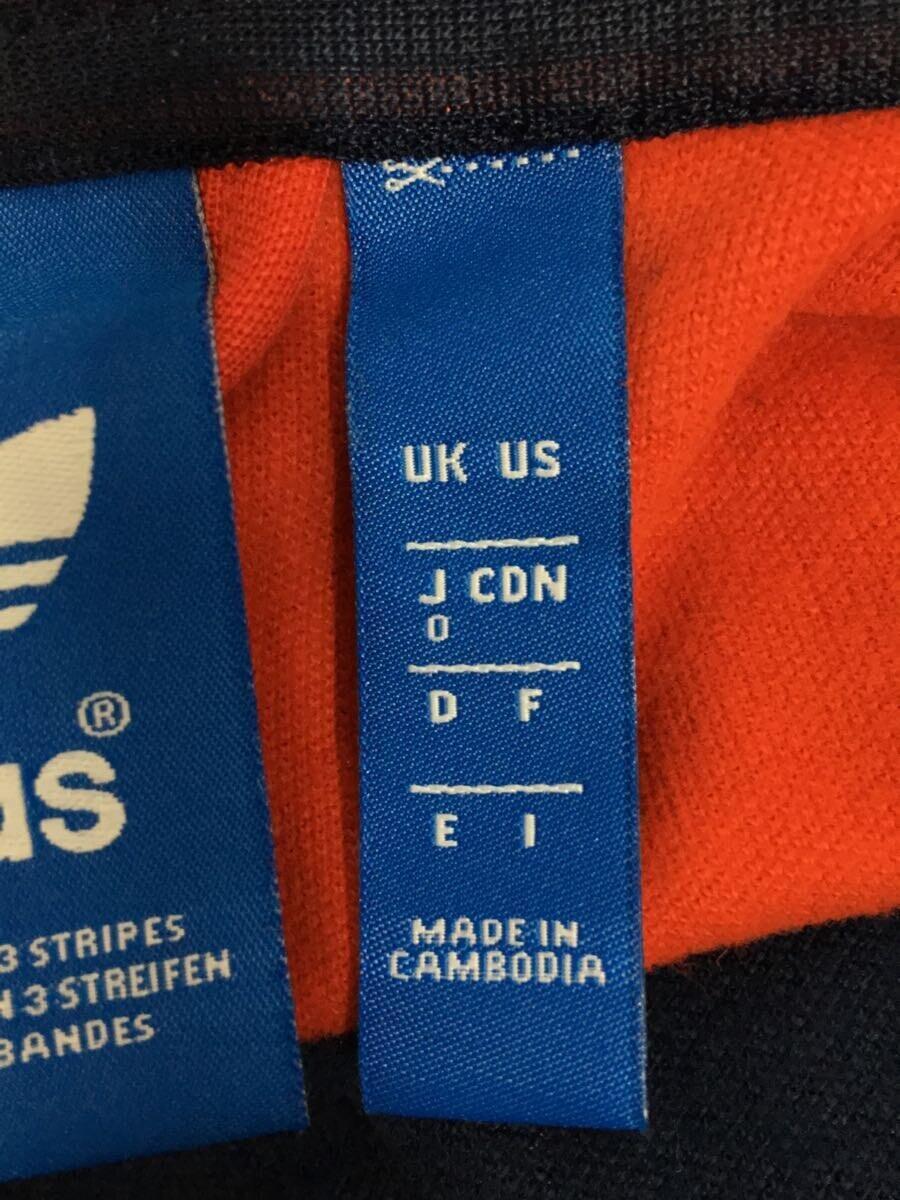 ®
3 STRIPES
3 STREIFEN
BANDES
UK US
J CDN
O
D F
E I
MADE IN
CAMBODIA